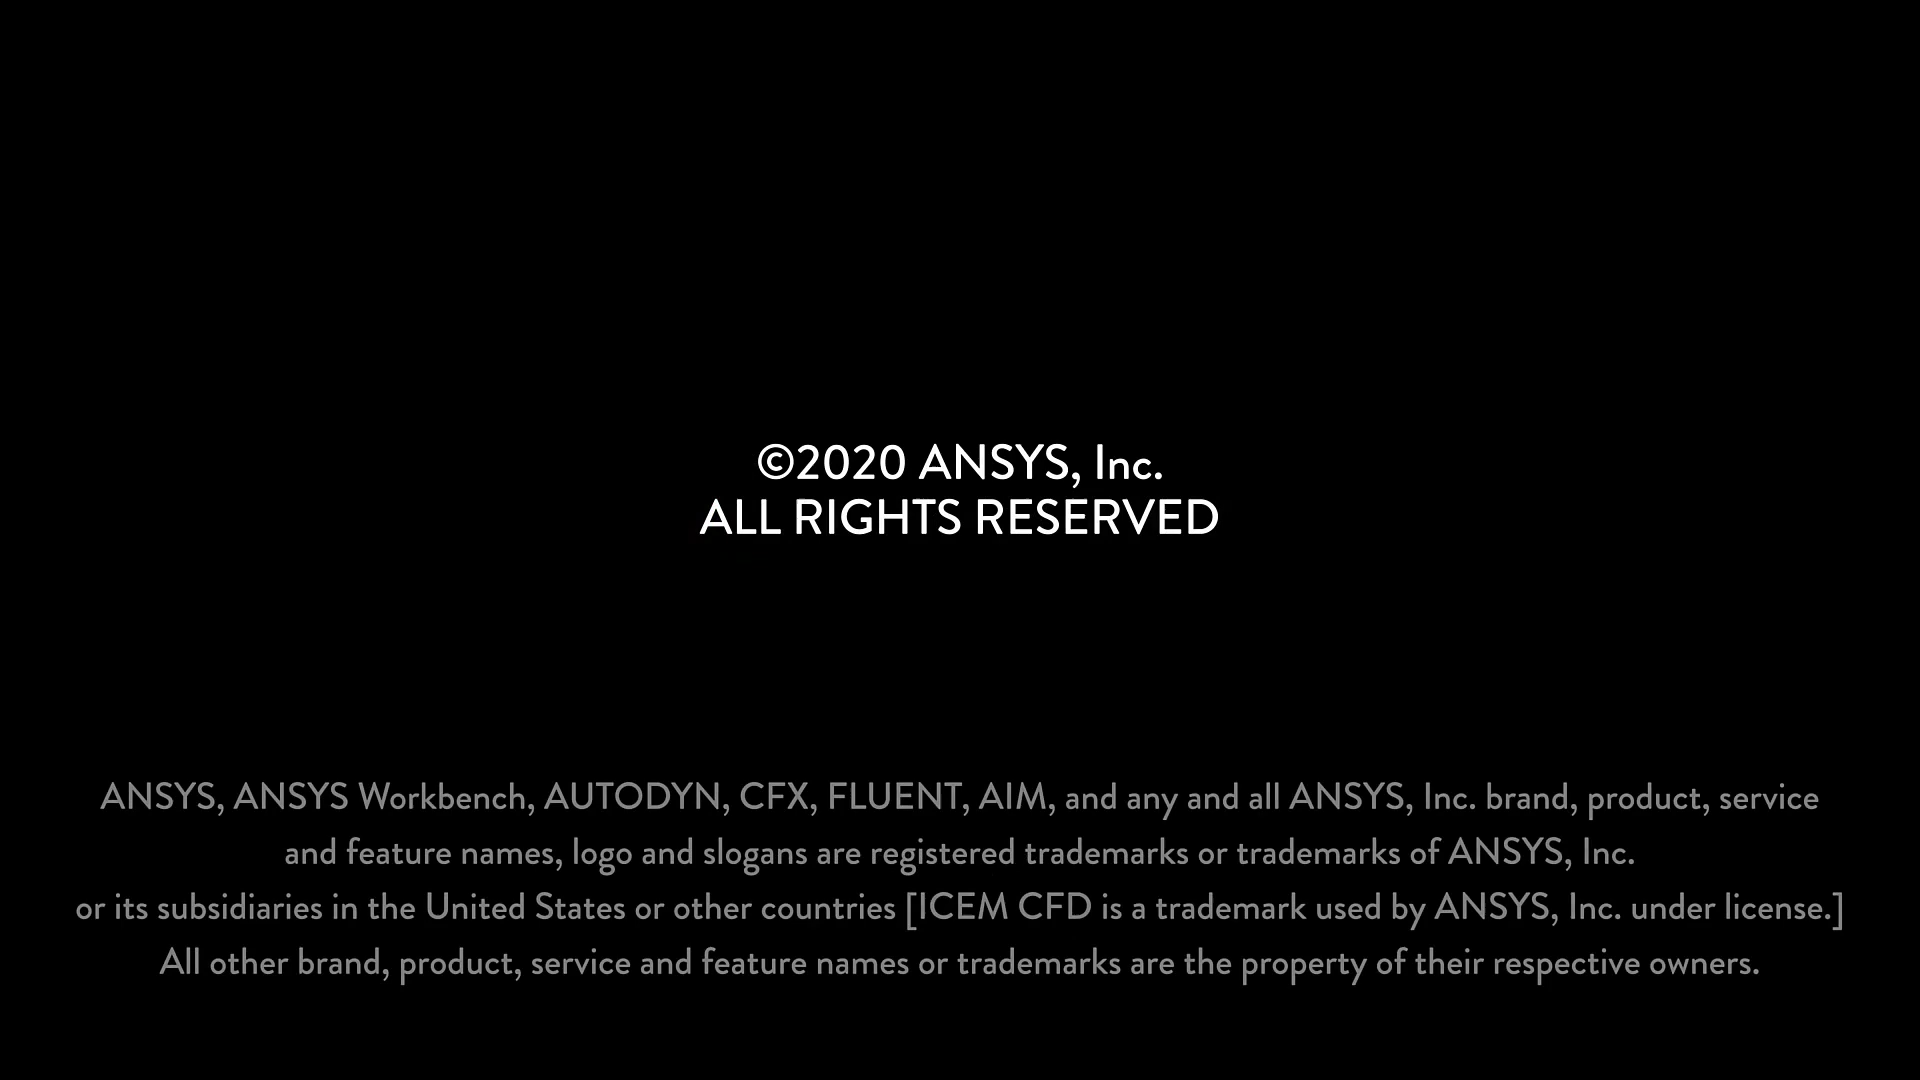 ©2020 ANSYS, Inc.
ALL RIGHTS RESERVED
ANSYS, ANSYS Workbench, AUTODYN, CFX, FLUENT, AIM, and any and all ANSYS, Inc. brand, product, service
and feature names, logo and slogans are registered trademarks or trademarks of ANSYS, Inc.
or its subsidiaries in the United States or other countries [ICEM CFD is a trademark used by ANSYS, Inc. under license.]
All other brand, product, service and feature names or trademarks are the property of their respective owners.